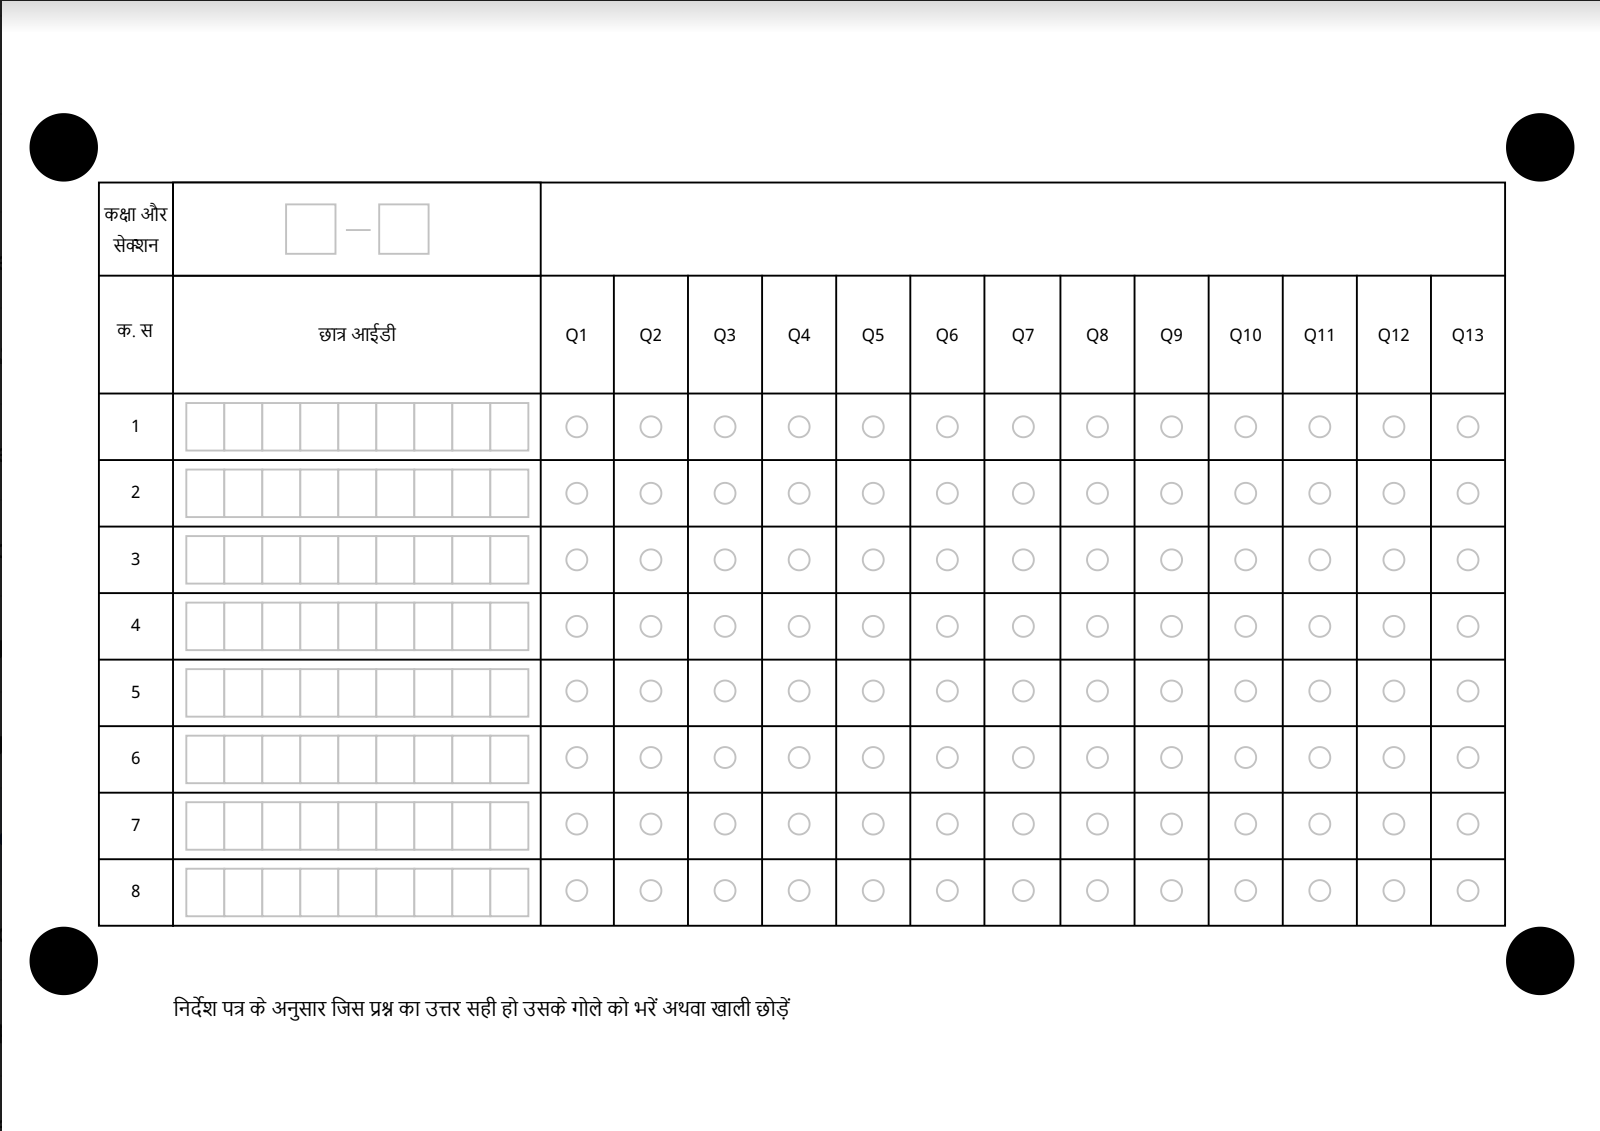 कक्षा और
सेक्शन
क. स	छात्र आईडी	Q1	Q2	Q3	Q4	Q5	Q6	Q7	Q8	Q9	Q10	Q11	Q12	Q13
1
2
3
4
5
6
7
8
निर्देश पत्र के अनुसार जिस प्रश्न का उत्तर सही हो उसके गोले को भरें अथवा खाली छोड़ें